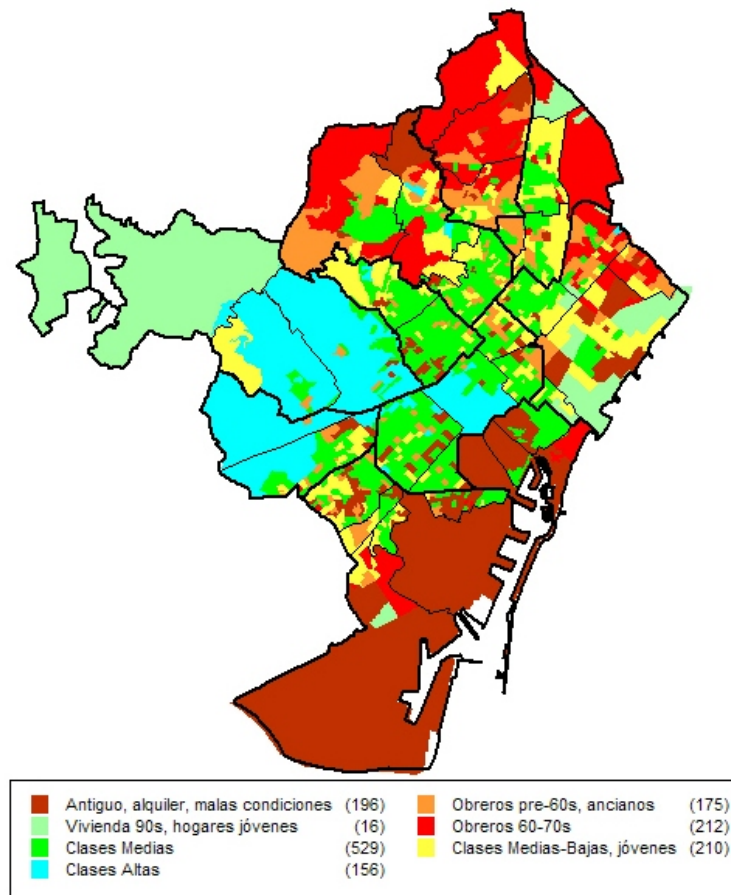 Antiguo, alquiler, malas condiciones (196)
Vivienda 90s, hogares jóvenes (16)
Clases Medias (529)
Clases Altas (156)
Obreros pre-60s, ancianos (175)
Obreros 60-70s (212)
Clases Medias-Bajas, jóvenes (210)